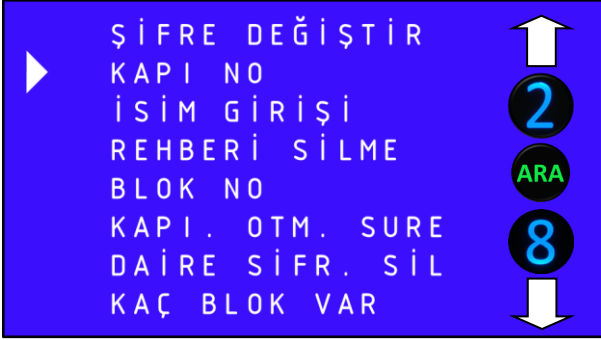 ŞİFRE DEĞİŞTİR
KAPI NO
İSİM GİRİŞİ
REHBERİ SİLME
BLOK NO
KAPI. OTM. SURE
DAİRE SİFR. SİL
KAÇ BLOK VAR
2
ARA
8